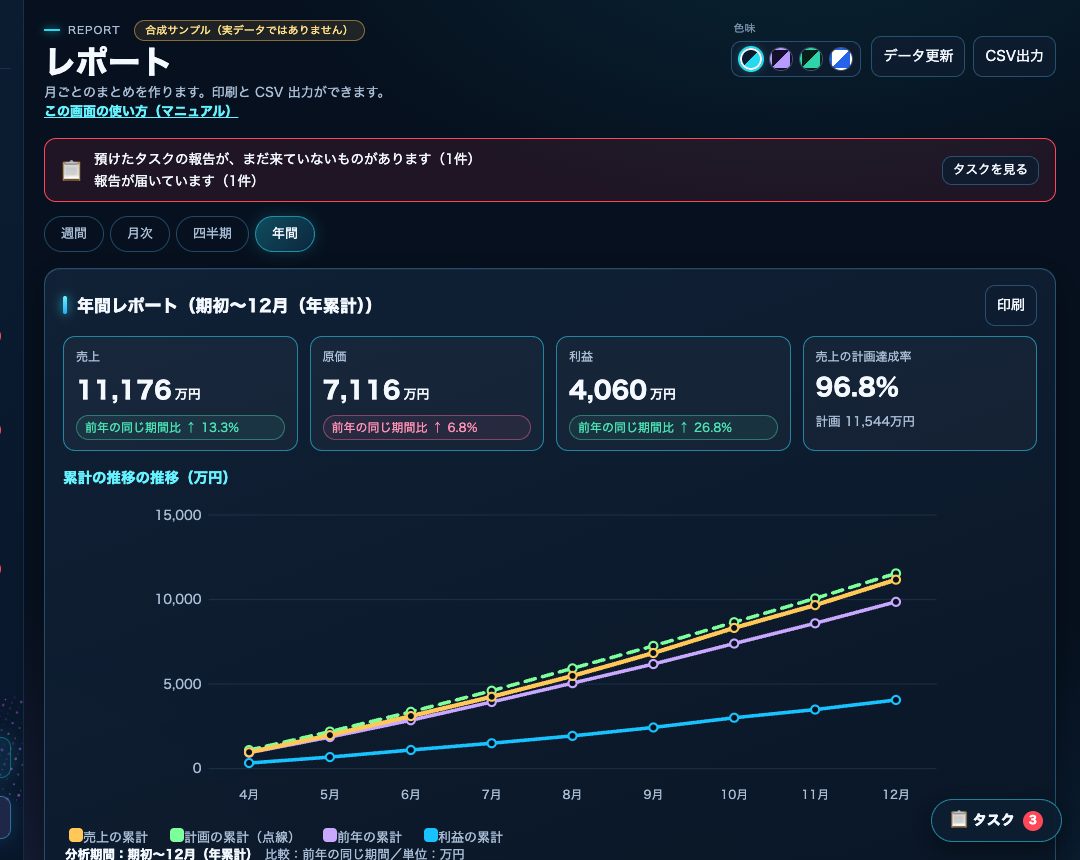 REPORT 合成サンプル（実データではありません）
レポート
月ごとのまとめを作ります。印刷と CSV 出力ができます。
この画面の使い方（マニュアル）
色味
データ更新 CSV出力
預けたタスクの報告が、まだ来ていないものがあります（1件）
報告が届いています（1件）
タスクを見る
週間 月次 四半期 年間
年間レポート（期初〜12月（年累計））
印刷
売上
11,176万円
前年の同じ期間比 ↑ 13.3%
原価
7,116万円
前年の同じ期間比 ↑ 6.8%
利益
4,060万円
前年の同じ期間比 ↑ 26.8%
売上の計画達成率
96.8%
計画 11,544万円
累計の推移の推移（万円）
15,000
10,000
5,000
0
4月 5月 6月 7月 8月 9月 10月 11月 12月
売上の累計 計画の累計（点線） 前年の累計 利益の累計
分析期間：期初〜12月（年累計） 比較：前年の同じ期間／単位：万円
タスク 3